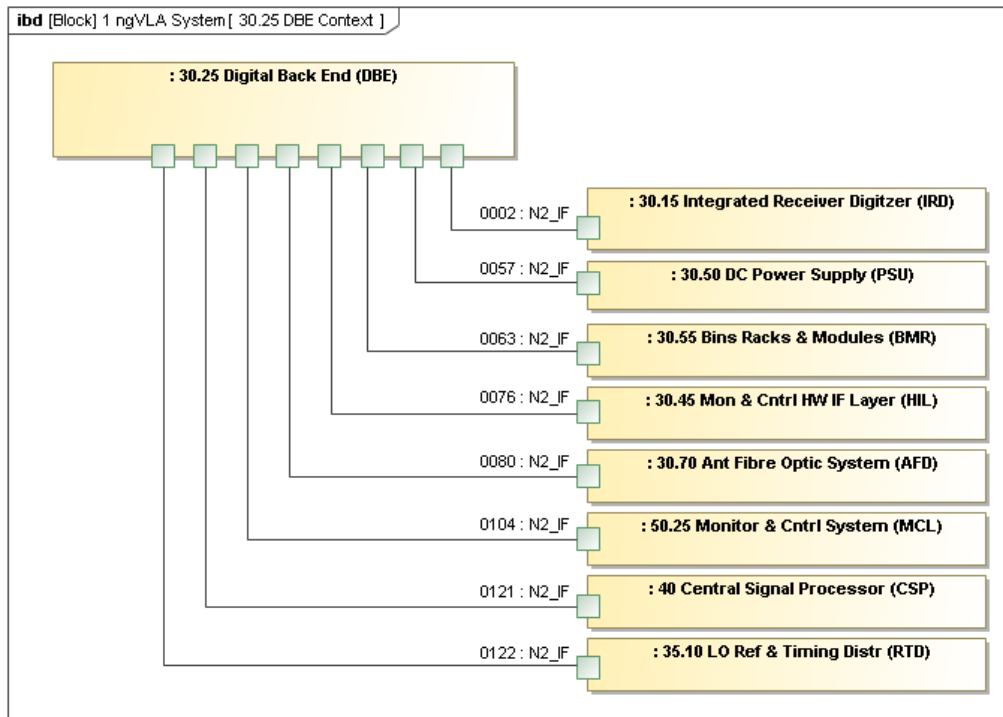 ibd [Block] 1 ngVLA System [ 30.25 DBE Context ]
: 30.25 Digital Back End (DBE)
0002 : N2_IF
: 30.15 Integrated Receiver Digitzer (IRD)
0057 : N2_IF
: 30.50 DC Power Supply (PSU)
0063 : N2_IF
: 30.55 Bins Racks & Modules (BMR)
0076 : N2_IF
: 30.45 Mon & Cntrl HW IF Layer (HIL)
0080 : N2_IF
: 30.70 Ant Fibre Optic System (AFD)
0104 : N2_IF
: 50.25 Monitor & Cntrl System (MCL)
0121 : N2_IF
: 40 Central Signal Processor (CSP)
0122 : N2_IF
: 35.10 LO Ref & Timing Distr (RTD)